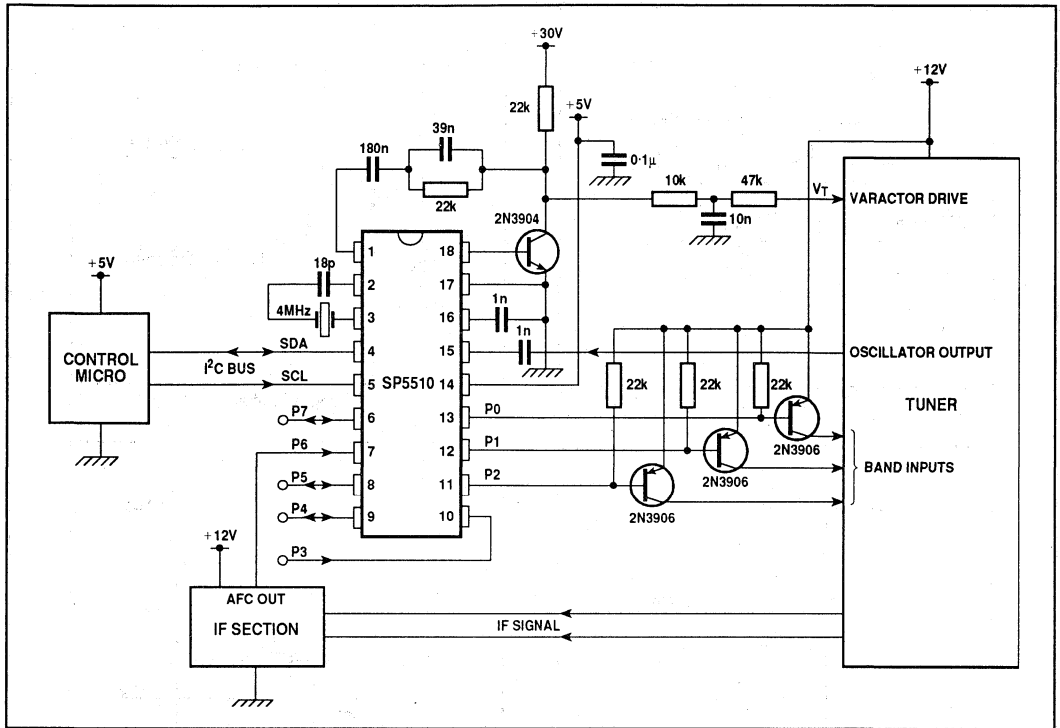 +30V
+12V
22k
+5V
39n
180n
0·1µ
22k
10k
47k
VT
VARACTOR DRIVE
10n
2N3904
1
18
+5V
18p
2
17
1n
4MHz
3
16
1n
CONTROL
MICRO
SDA
I²C BUS
SCL
4
15
OSCILLATOR OUTPUT
5
SP5510
14
22k
22k
22k
TUNER
P7
6
13
P0
2N3906
P6
7
12
P1
BAND INPUTS
2N3906
P5
8
11
P2
2N3906
P4
9
10
+12V
P3
AFC OUT
IF SECTION
IF SIGNAL